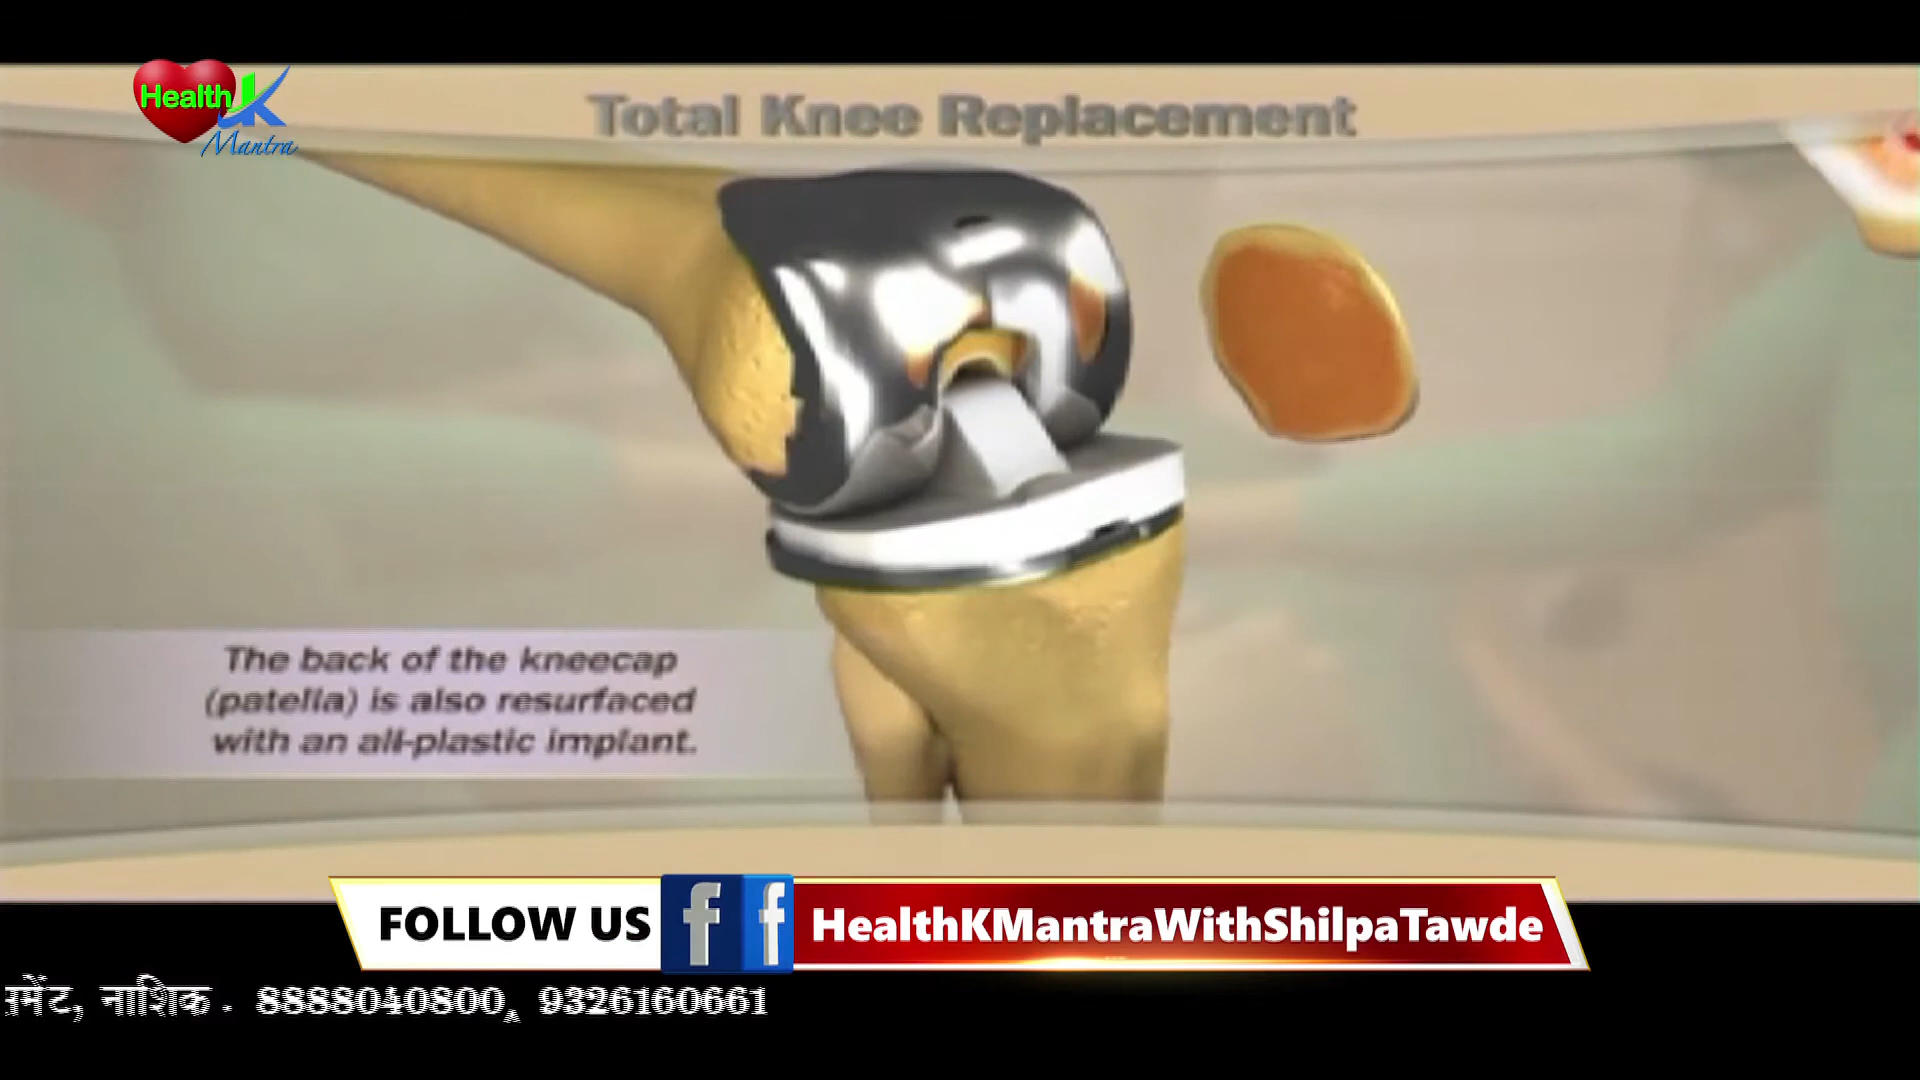 Health K
Mantra
Total Knee Replacement
The back of the kneecap
(patella) is also resurfaced
with an all-plastic implant.
FOLLOW US f f HealthKMantraWithShilpaTawde
नाशिक. 8888040800, 9326160661